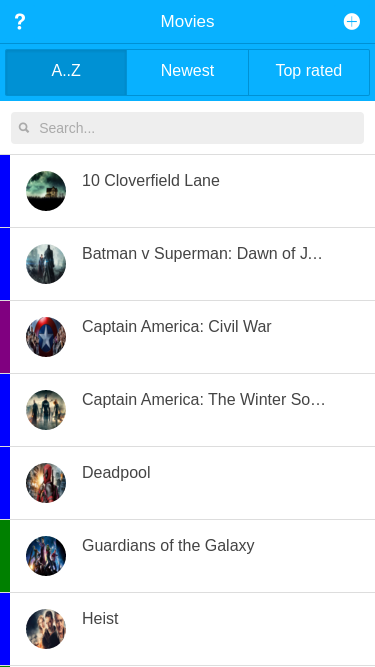 ?
Movies
A..Z
Newest
Top rated
Search...
10 Cloverfield Lane
Batman v Superman: Dawn of J…
Captain America: Civil War
Captain America: The Winter So…
Deadpool
Guardians of the Galaxy
Heist